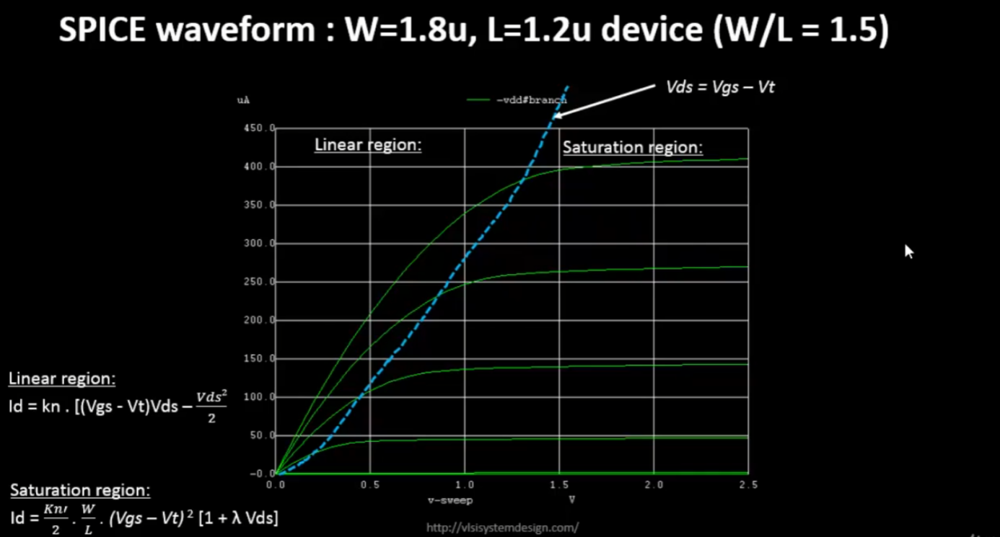 SPICE waveform : W=1.8u, L=1.2u device (W/L = 1.5)
Vds = Vgs – Vt
uA
-vdd#branch
450.0
Linear region:
Saturation region:
400.0
350.0
300.0
250.0
200.0
150.0
100.0
50.0
-0.0
0.0 0.5 1.0 1.5 2.0 2.5
v-sweep V
Linear region:
Id = kn . [(Vgs - Vt)Vds – Vds²/2
Saturation region:
Id = Kn′/2 . W/L . (Vgs – Vt)² [1 + λ Vds]
http://vlsisystemdesign.com/